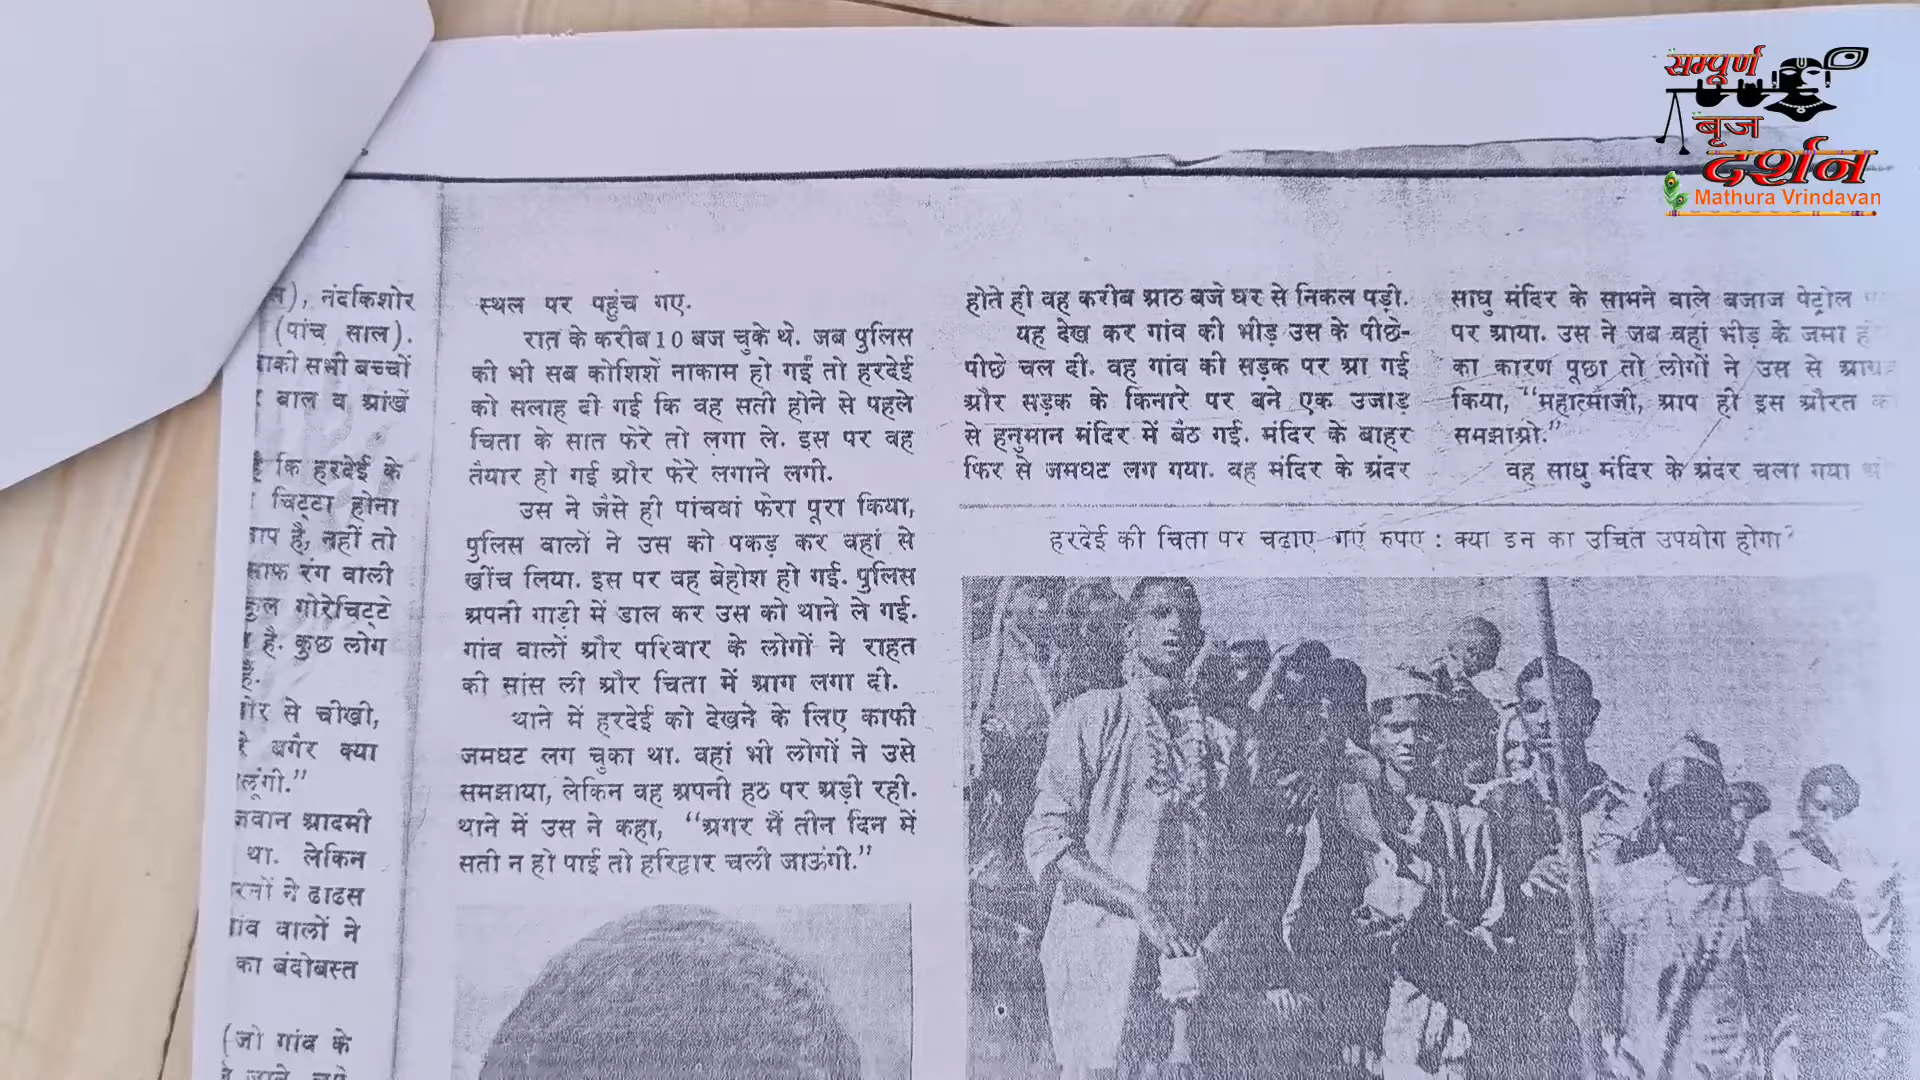 सम्पूर्ण
बृज
दर्शन
Mathura Vrindavan
नंदकिशोर
(पांच साल).
बाकी सभी बच्चों
बाल व आंखें
कि हरदेई के
चिट्टा होना
है, नहीं तो
साफ रंग वाली
गोरेचिट्टे
है. कुछ लोग
हैं.
से चीखी,
बगैर क्या
आदमी
था. लेकिन
ने ढाढस
वालों ने
का बंदोबस्त
(जो गांव के
स्थल पर पहुंच गए.
रात के करीब 10 बज चुके थे. जब पुलिस
की भी सब कोशिशें नाकाम हो गईं तो हरदेई
को सलाह दी गई कि वह सती होने से पहले
चिता के सात फेरे तो लगा ले. इस पर वह
तैयार हो गई और फेरे लगाने लगी.
उस ने जैसे ही पांचवां फेरा पूरा किया,
पुलिस वालों ने उस को पकड़ कर वहां से
खींच लिया. इस पर वह बेहोश हो गई. पुलिस
अपनी गाड़ी में डाल कर उस को थाने ले गई.
गांव वालों और परिवार के लोगों ने राहत
की सांस ली और चिता में आग लगा दी.
थाने में हरदेई को देखने के लिए काफी
जमघट लग चुका था. वहां भी लोगों ने उसे
समझाया, लेकिन वह अपनी हठ पर अड़ी रही.
थाने में उस ने कहा, “अगर मैं तीन दिन में
सती न हो पाई तो हरिद्वार चली जाऊंगी.”
होते ही वह करीब आठ बजे घर से निकल पड़ी.
यह देख कर गांव की भीड़ उस के पीछे-
पीछे चल दी. वह गांव की सड़क पर आ गई
और सड़क के किनारे पर बने एक उजाड़
से हनुमान मंदिर में बैठ गई. मंदिर के बाहर
फिर से जमघट लग गया. वह मंदिर के अंदर
हरदेई की चिता पर चढाए गए रुपए : क्या इन का उचित उपयोग होगा?
साधु मंदिर के सामने वाले बजाज पेट्रोल
पर आया. उस ने जब वहां भीड़ के जमा
का कारण पूछा तो लोगों ने उस से
किया, “महात्माजी, आप ही इस औरत
समझाओ.”
वह साधु मंदिर के अंदर चला गया